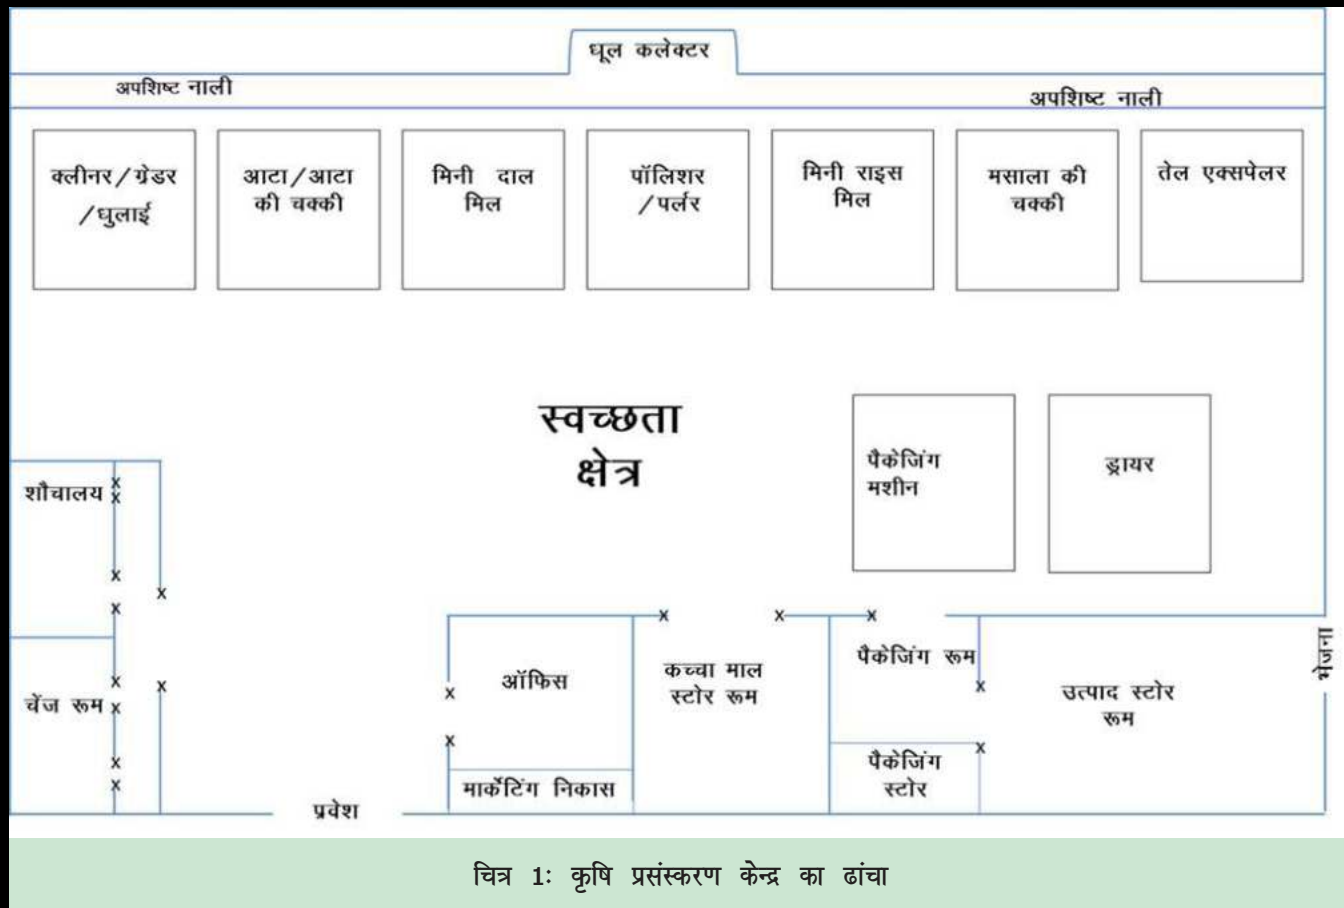 धूल कलेक्टर
अपशिष्ट नाली
अपशिष्ट नाली
क्लीनर/ग्रेडर
/धुलाई
आटा/आटा
की चक्की
मिनी दाल
मिल
पॉलिशर
/पर्लर
मिनी राइस
मिल
मसाला की
चक्की
तेल एक्सपेलर
स्वच्छता
क्षेत्र
पैकेजिंग
मशीन
ड्रायर
शौचालय
चेंज रूम
ऑफिस
मार्केटिंग निकास
कच्चा माल
स्टोर रूम
पैकेजिंग रूम
पैकेजिंग
स्टोर
उत्पाद स्टोर
रूम
भेजना
प्रवेश
चित्र 1ः कृषि प्रसंस्करण केन्द्र का ढांचा